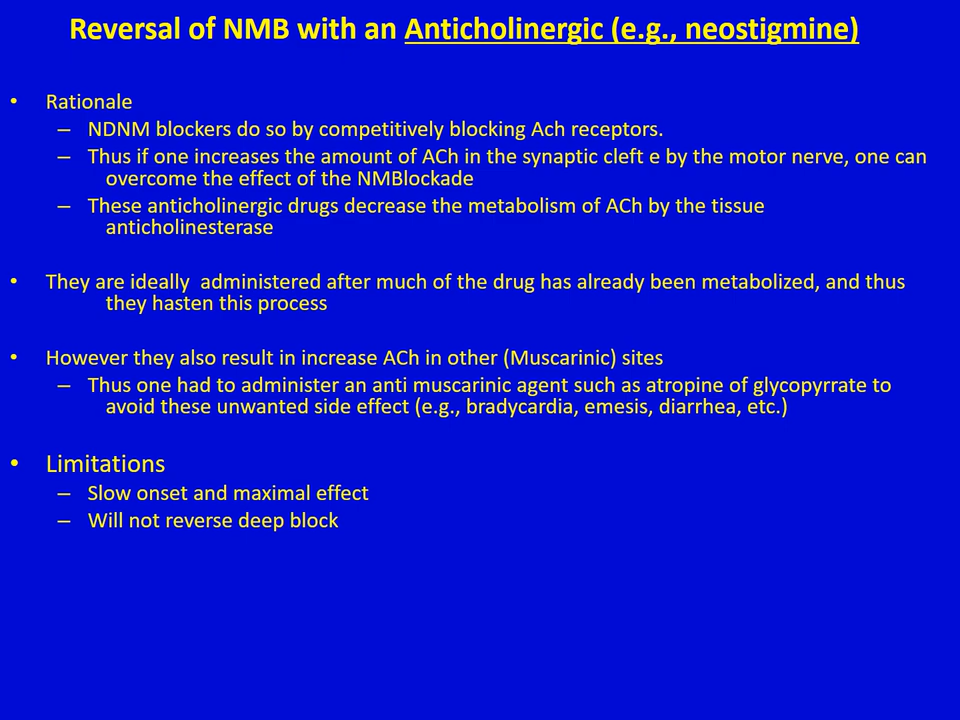 Reversal of NMB with an Anticholinergic (e.g., neostigmine)
• Rationale
– NDNM blockers do so by competitively blocking Ach receptors.
– Thus if one increases the amount of ACh in the synaptic cleft e by the motor nerve, one can
overcome the effect of the NMBlockade
– These anticholinergic drugs decrease the metabolism of ACh by the tissue
anticholinesterase
• They are ideally  administered after much of the drug has already been metabolized, and thus
they hasten this process
• However they also result in increase ACh in other (Muscarinic) sites
– Thus one had to administer an anti muscarinic agent such as atropine of glycopyrrate to
avoid these unwanted side effect (e.g., bradycardia, emesis, diarrhea, etc.)
• Limitations
– Slow onset and maximal effect
– Will not reverse deep block